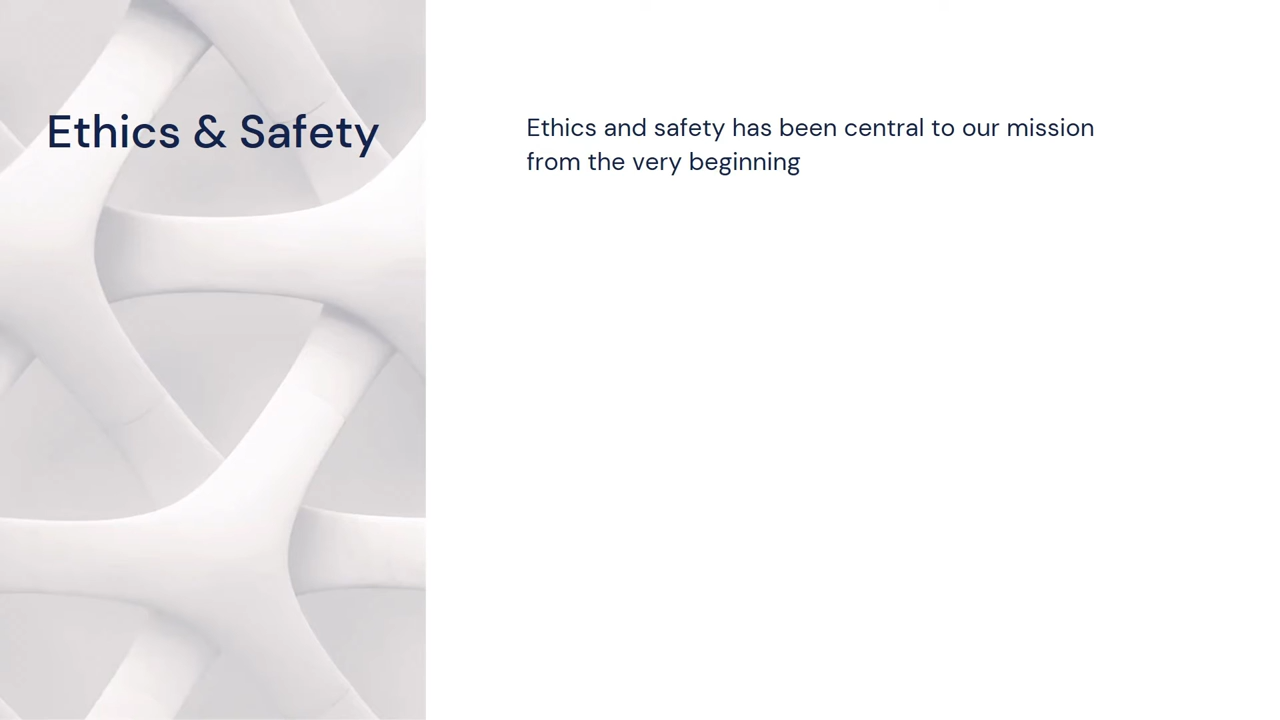 Ethics & Safety
Ethics and safety has been central to our mission
from the very beginning